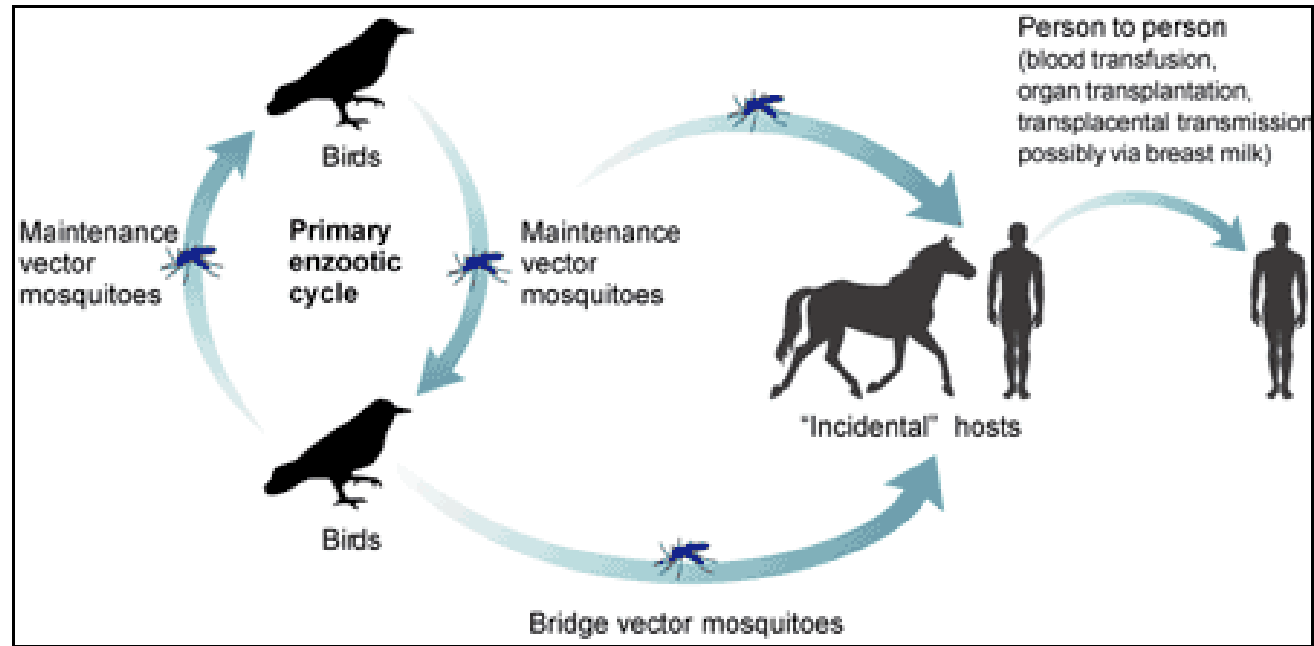 Person to person
(blood transfusion,
organ transplantation,
transplacental transmission
possibly via breast milk)
Birds
Maintenance
vector
mosquitoes
Primary
enzootic
cycle
Maintenance
vector
mosquitoes
"Incidental" hosts
Birds
Bridge vector mosquitoes